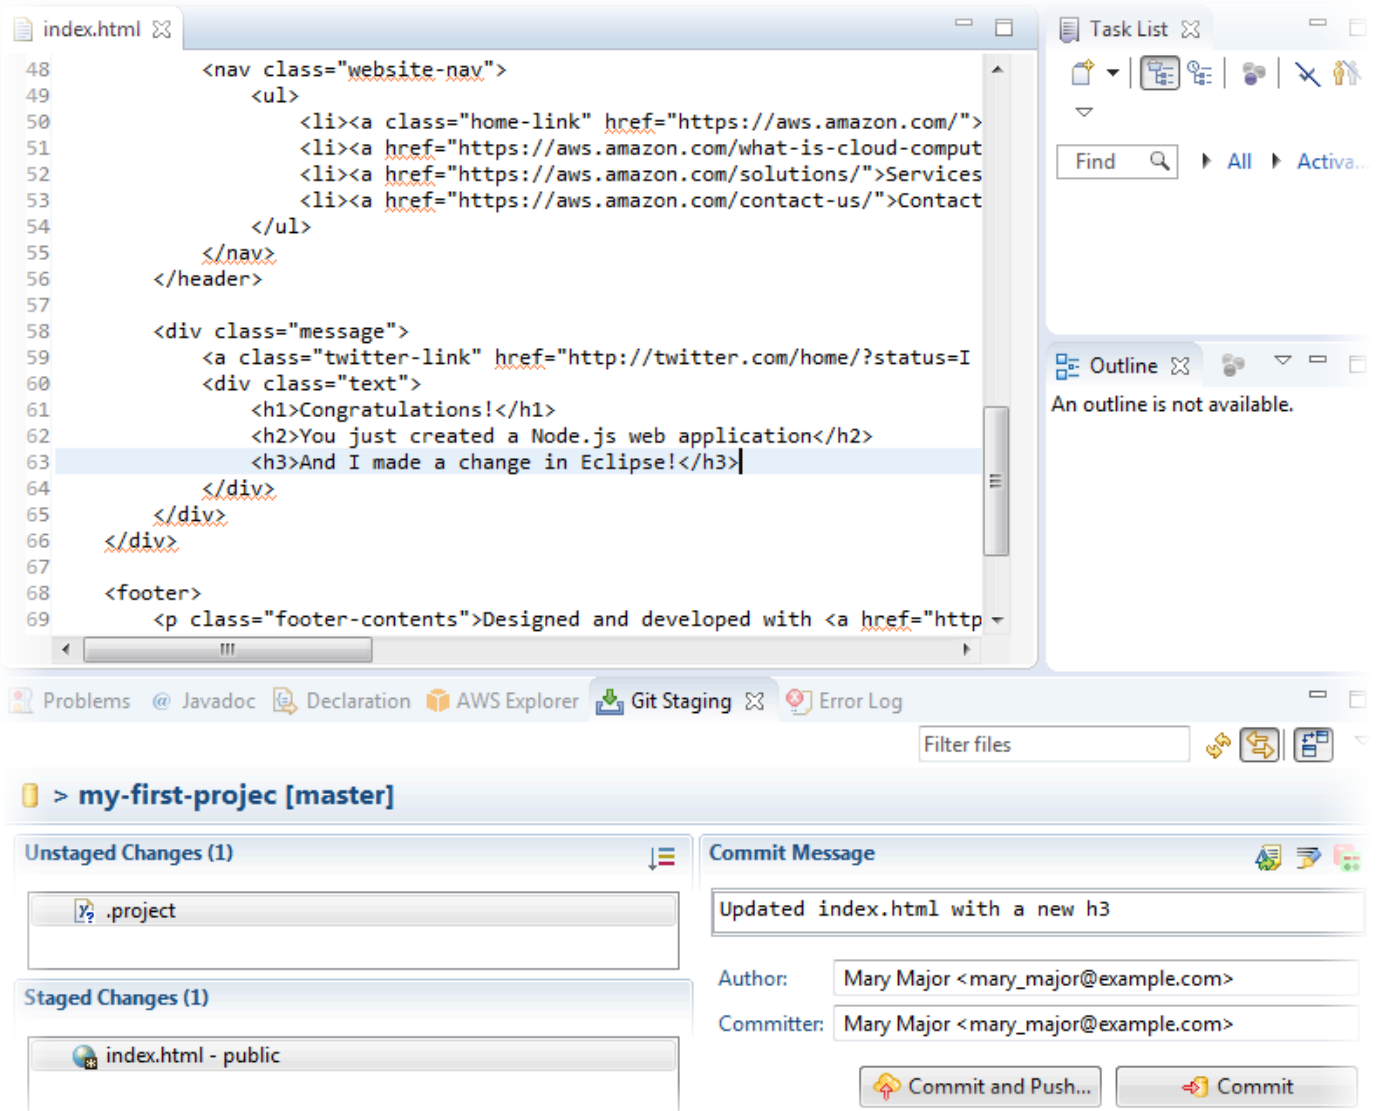 index.html
Task List
48 <nav class="website-nav">
49 <ul>
50 <li><a class="home-link" href="https://aws.amazon.com/">
51 <li><a href="https://aws.amazon.com/what-is-cloud-comput
52 <li><a href="https://aws.amazon.com/solutions/">Services
53 <li><a href="https://aws.amazon.com/contact-us/">Contact
54 </ul>
55 </nav>
56 </header>
57
58 <div class="message">
59 <a class="twitter-link" href="http://twitter.com/home/?status=I
60 <div class="text">
61 <h1>Congratulations!</h1>
62 <h2>You just created a Node.js web application</h2>
63 <h3>And I made a change in Eclipse!</h3>
64 </div>
65 </div>
66 </div>
67
68 <footer>
69 <p class="footer-contents">Designed and developed with <a href="http
Find All Activa...
Outline
An outline is not available.
Problems @ Javadoc Declaration AWS Explorer Git Staging Error Log
Filter files
> my-first-projec [master]
Unstaged Changes (1)
.project
Staged Changes (1)
index.html - public
Commit Message
Updated index.html with a new h3
Author: Mary Major <mary_major@example.com>
Committer: Mary Major <mary_major@example.com>
Commit and Push... Commit